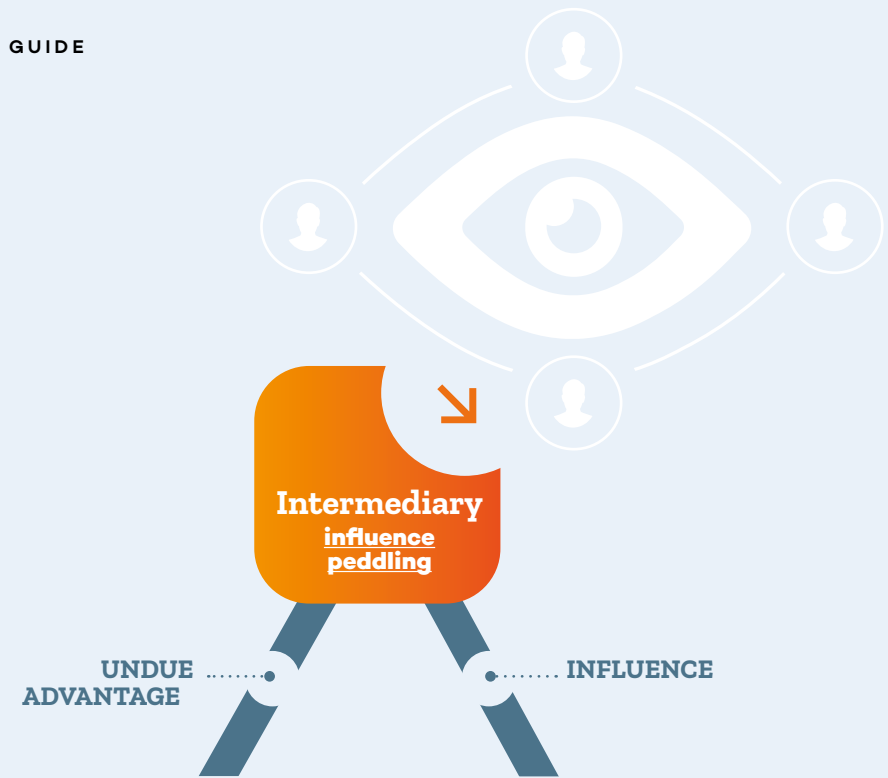 GUIDE
Intermediary
influence
peddling
UNDUE
ADVANTAGE
INFLUENCE